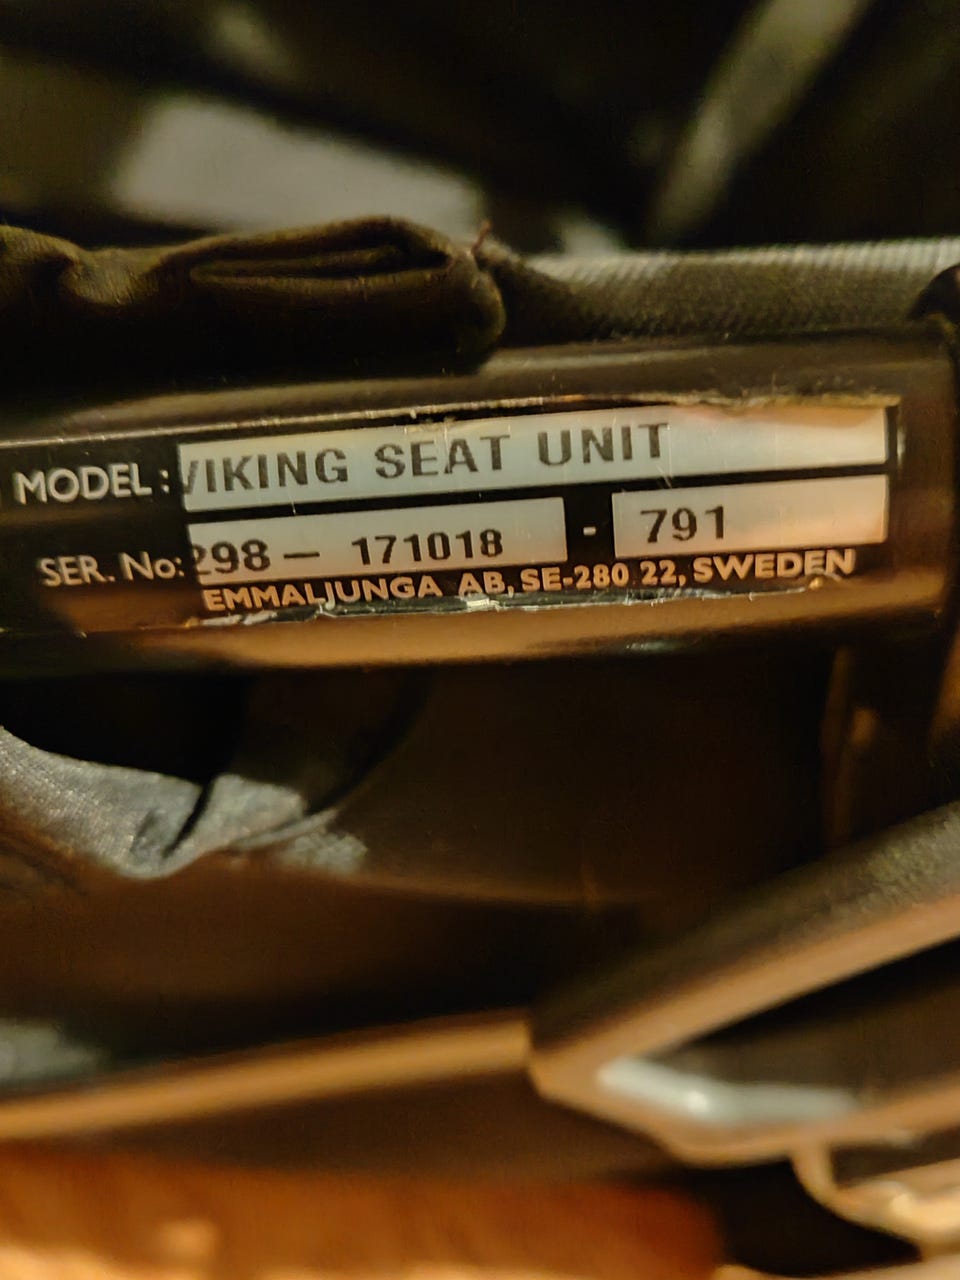 MODEL: VIKING SEAT UNIT
SER. No: 298 - 171018 - 791
EMMALJUNGA AB, SE-280 22, SWEDEN